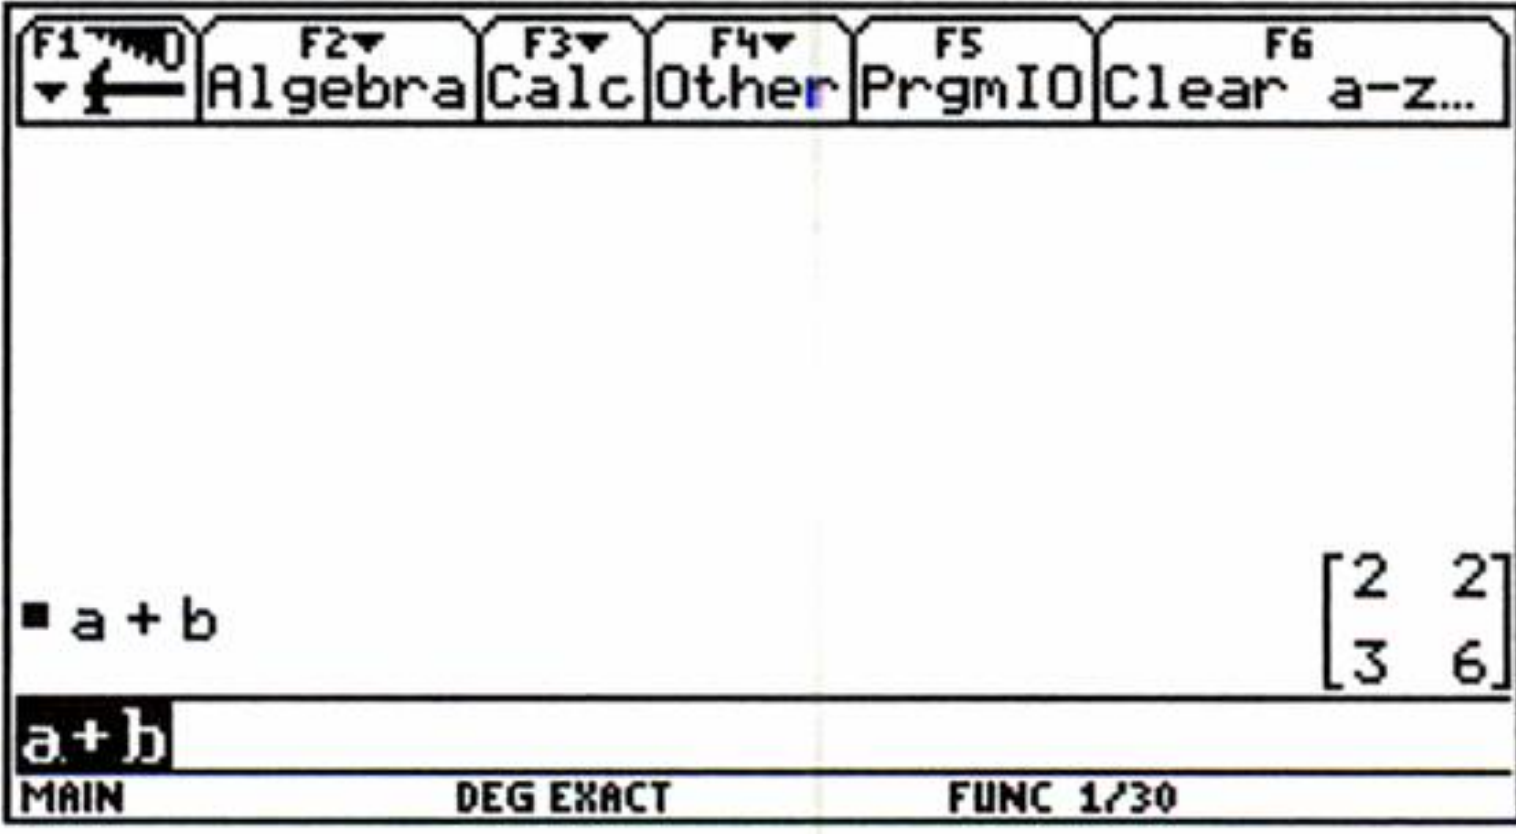 F1 F2 F3 F4 F5 F6
Algebra Calc Other PrgmIO Clear a-z...
a + b [2 2]
[3 6]
a+b
MAIN DEG EXACT FUNC 1/30